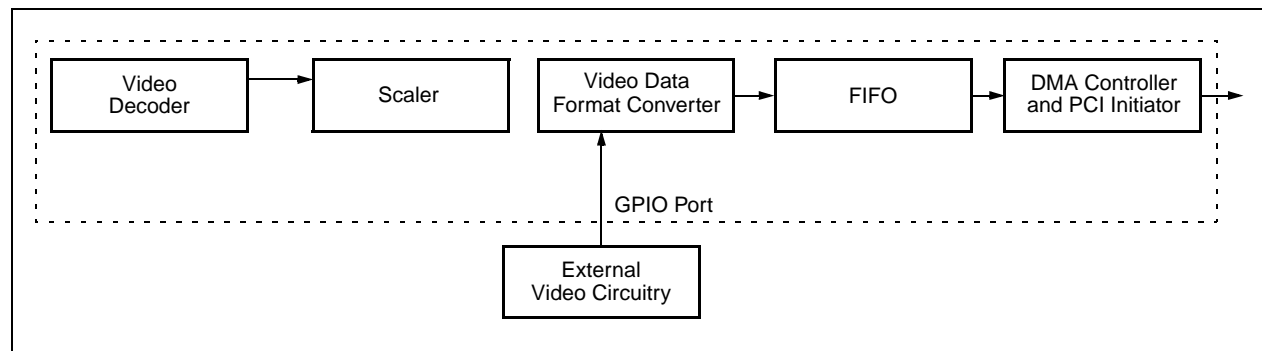 Video
Decoder
Scaler
Video Data
Format Converter
FIFO
DMA Controller
and PCI Initiator
GPIO Port
External
Video Circuitry